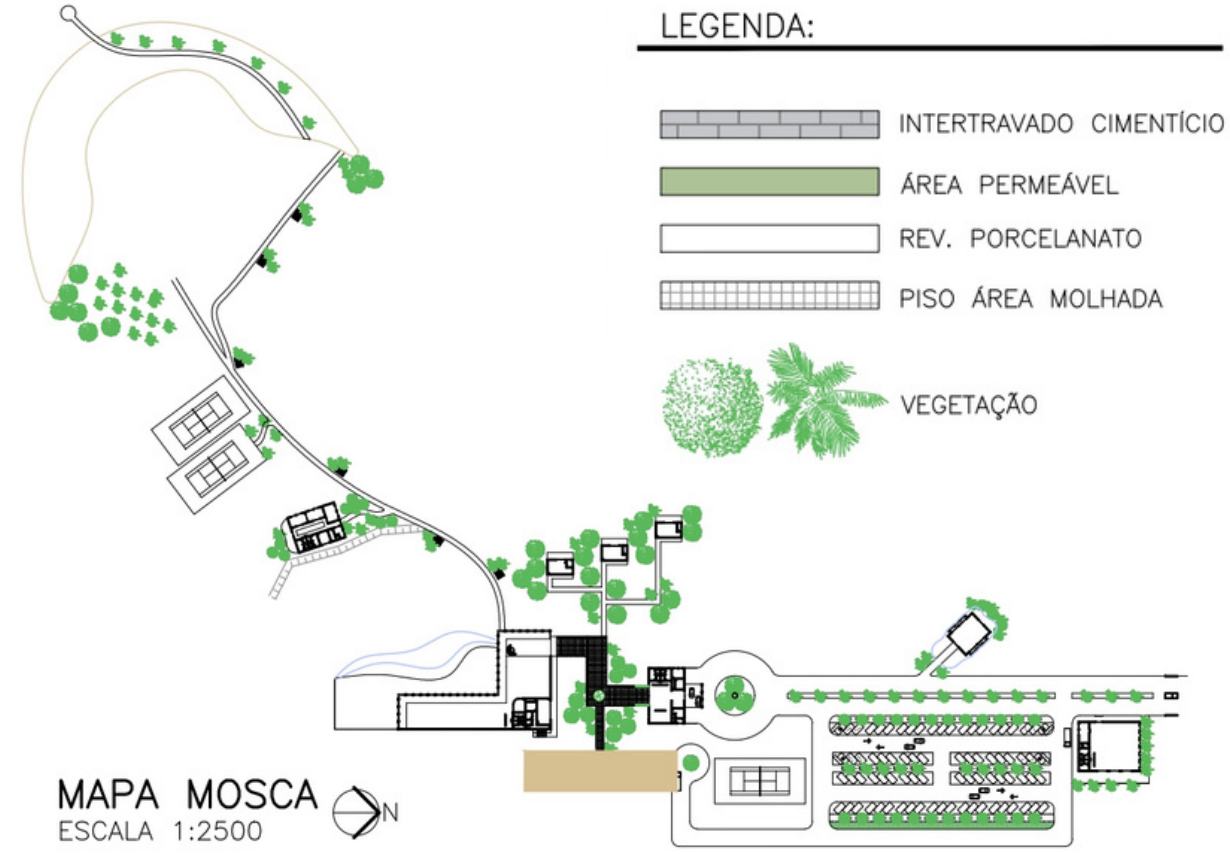 LEGENDA:
INTERTRAVADO CIMENTÍCIO
ÁREA PERMEÁVEL
REV. PORCELANATO
PISO ÁREA MOLHADA
VEGETAÇÃO
MAPA MOSCA
ESCALA 1:2500
N